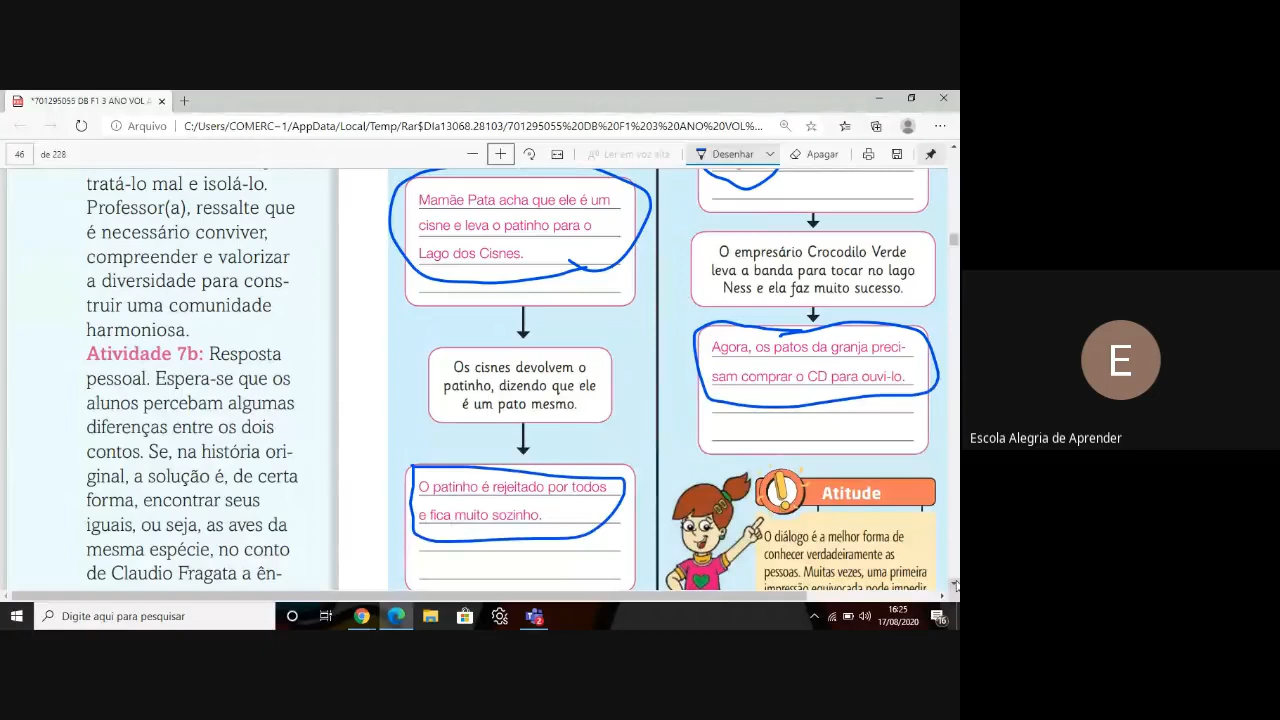 *701295055 DB F1 3 ANO VOL
Arquivo
C:/Users/COMERC~1/AppData/Local/Temp/Rar$DIa13068.28103/701295055%20DB%20F1%203%20ANO%20VOL%...
46
de 228
Ler em voz alta
Desenhar
Apagar
tratá-lo mal e isolá-lo.
Professor(a), ressalte que
é necessário conviver,
compreender e valorizar
a diversidade para cons-
truir uma comunidade
harmoniosa.
Atividade 7b: Resposta
pessoal. Espera-se que os
alunos percebam algumas
diferenças entre os dois
contos. Se, na história ori-
ginal, a solução é, de certa
forma, encontrar seus
iguais, ou seja, as aves da
mesma espécie, no conto
de Claudio Fragata a ên-
Mamãe Pata acha que ele é um
cisne e leva o patinho para o
Lago dos Cisnes.
Os cisnes devolvem o
patinho, dizendo que ele
é um pato mesmo.
O patinho é rejeitado por todos
e fica muito sozinho.
O empresário Crocodilo Verde
leva a banda para tocar no lago
Ness e ela faz muito sucesso.
Agora, os patos da granja preci-
sam comprar o CD para ouvi-lo.
Atitude
O diálogo é a melhor forma de
conhecer verdadeiramente as
pessoas. Muitas vezes, uma primeira
impressão equivocada pode impedir
Digite aqui para pesquisar
2
16:25
17/08/2020
16
E
Escola Alegria de Aprender